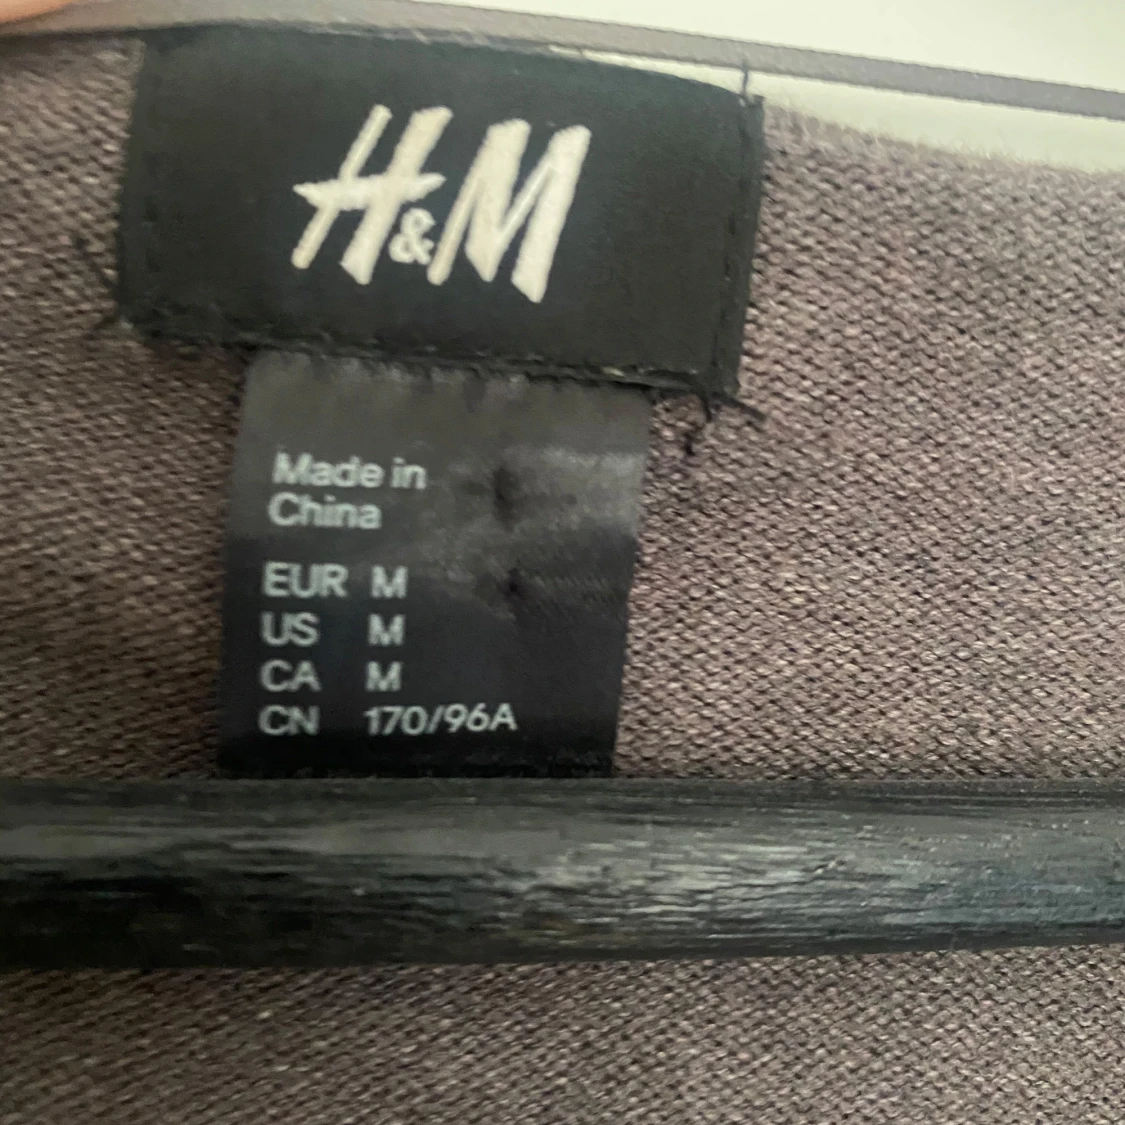 H&M
Made in
China
EUR M
US M
CA M
CN 170/96A